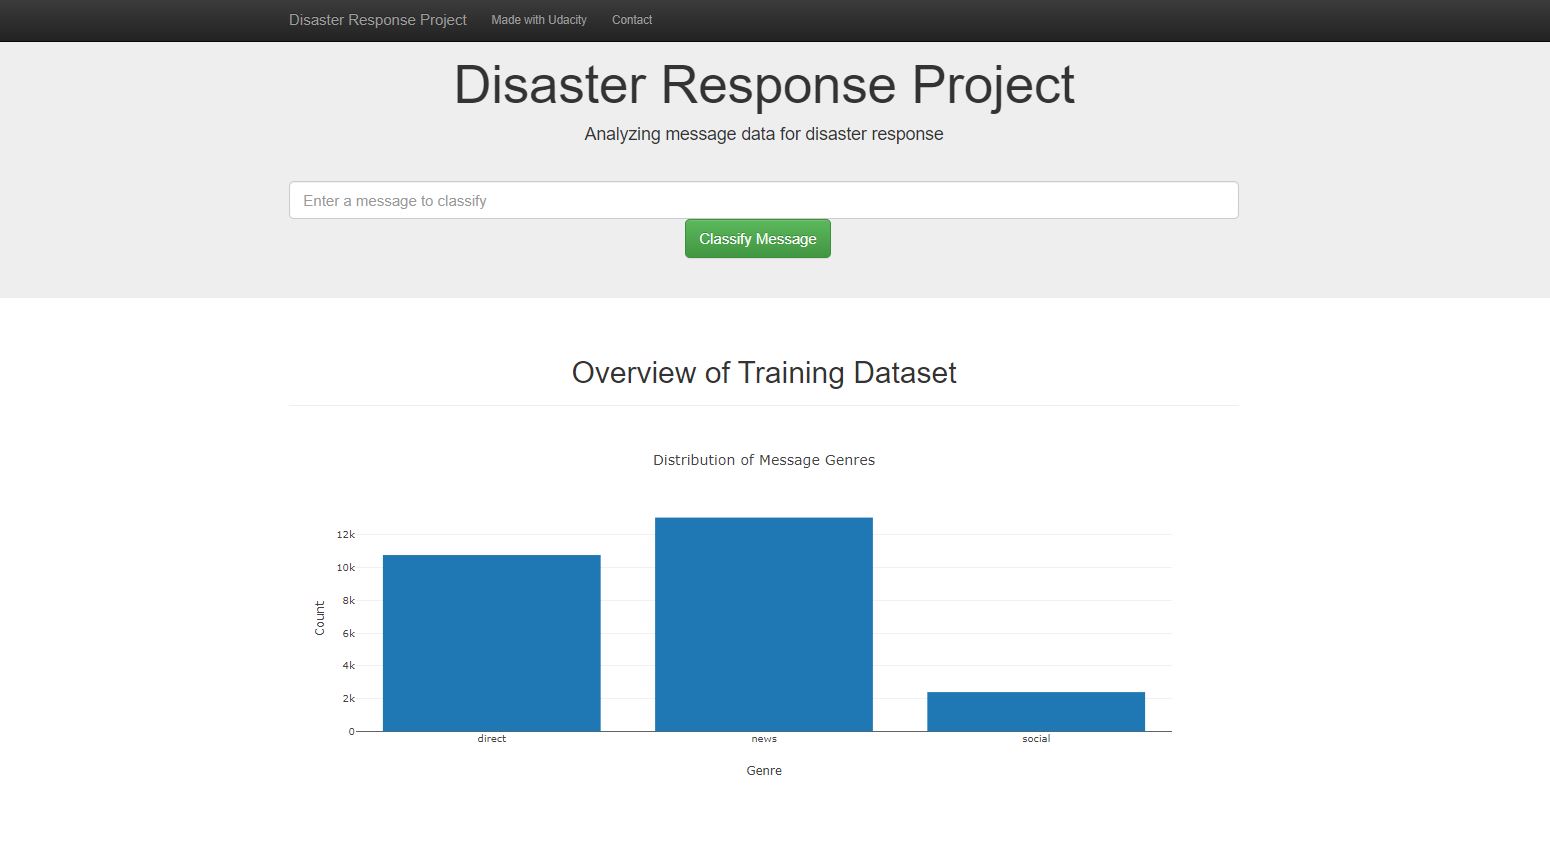 Disaster Response Project Made with Udacity Contact
Disaster Response Project
Analyzing message data for disaster response
Enter a message to classify
Classify Message
Overview of Training Dataset
Distribution of Message Genres
12k
10k
8k
6k
4k
2k
0
Count
direct news social
Genre